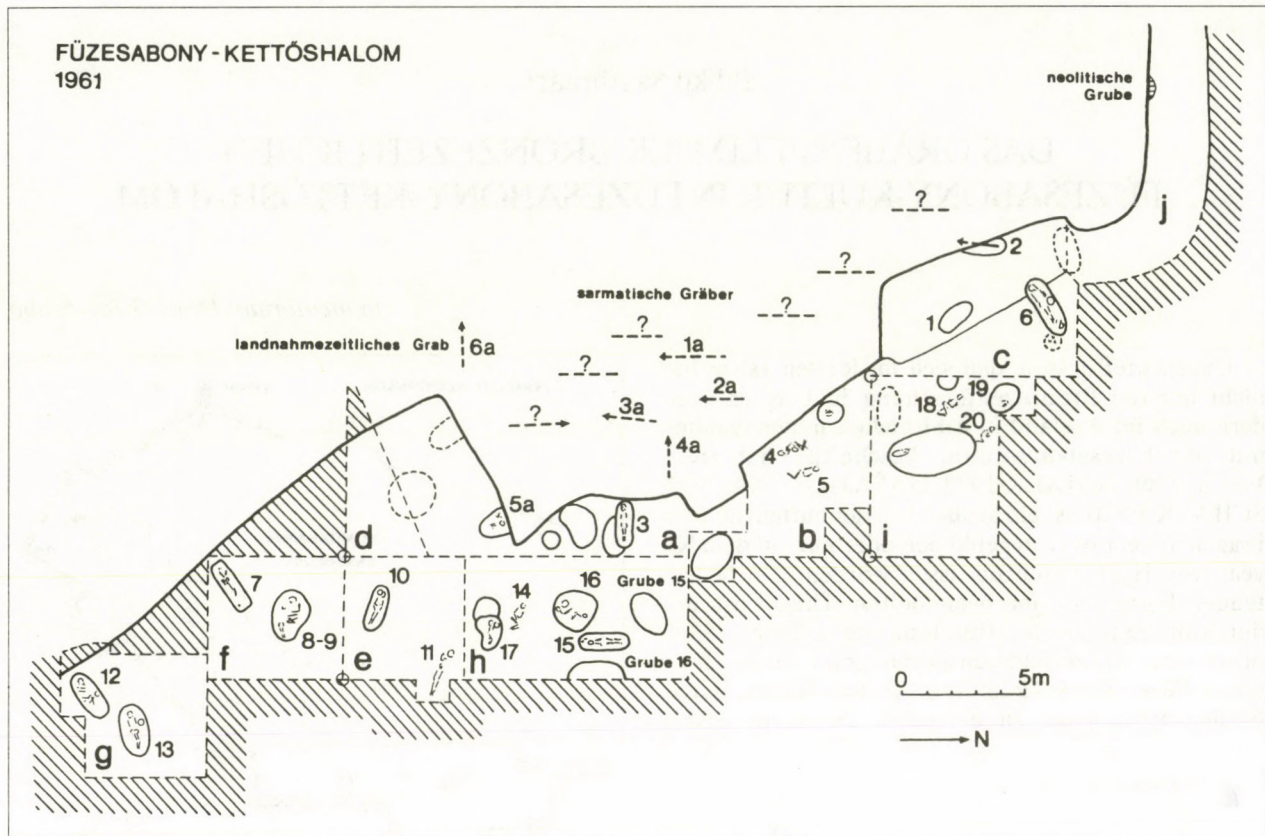 FÜZESABONY - KETTŐSHALOM
1961
neolitische
Grube
j
?
2
?
sarmatische Gräber
?
1
6
landnahmezeitliches Grab
6a
?
1a
C
?
2a
18
19
?
3a
20
4a
4
5
d
5a
3
a
b
i
7
10
14
16
Grube 15
8-9
15
17
11
Grube 16
f
e
h
12
0
5m
13
g
N